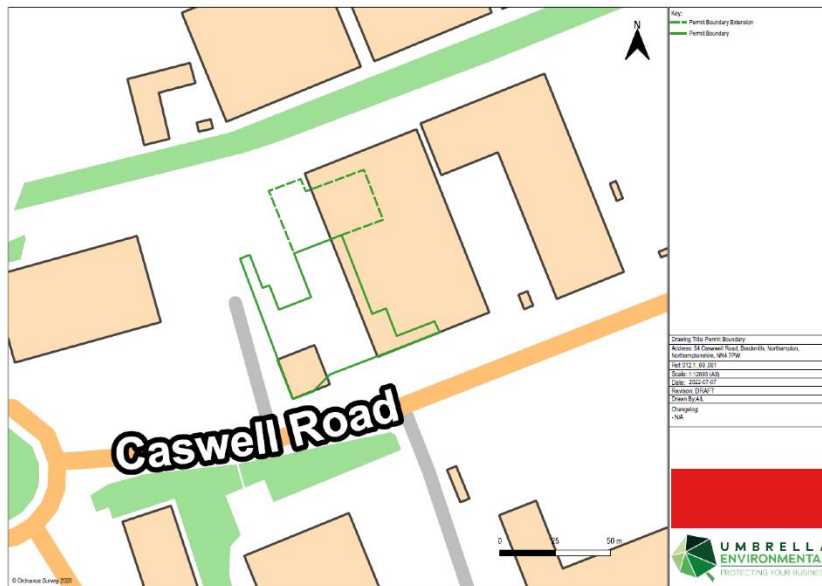 Key:
Permit Boundary Extension
Permit Boundary
Caswell Road
0 25 50 m
© Ordnance Survey 2020
Drawing Title: Permit Boundary
Address: 54 Caswell Road, Brackmills, Northampton,
Northamptonshire, NN4 7PW
Scale: 1:12093 (A3)
Date: 2022-07-07
Revision: DRAFT
Drawn By:AIL
Changelog:
- N/A
UMBRELLA
ENVIRONMENTAL
PROTECTING YOUR BUSINESS